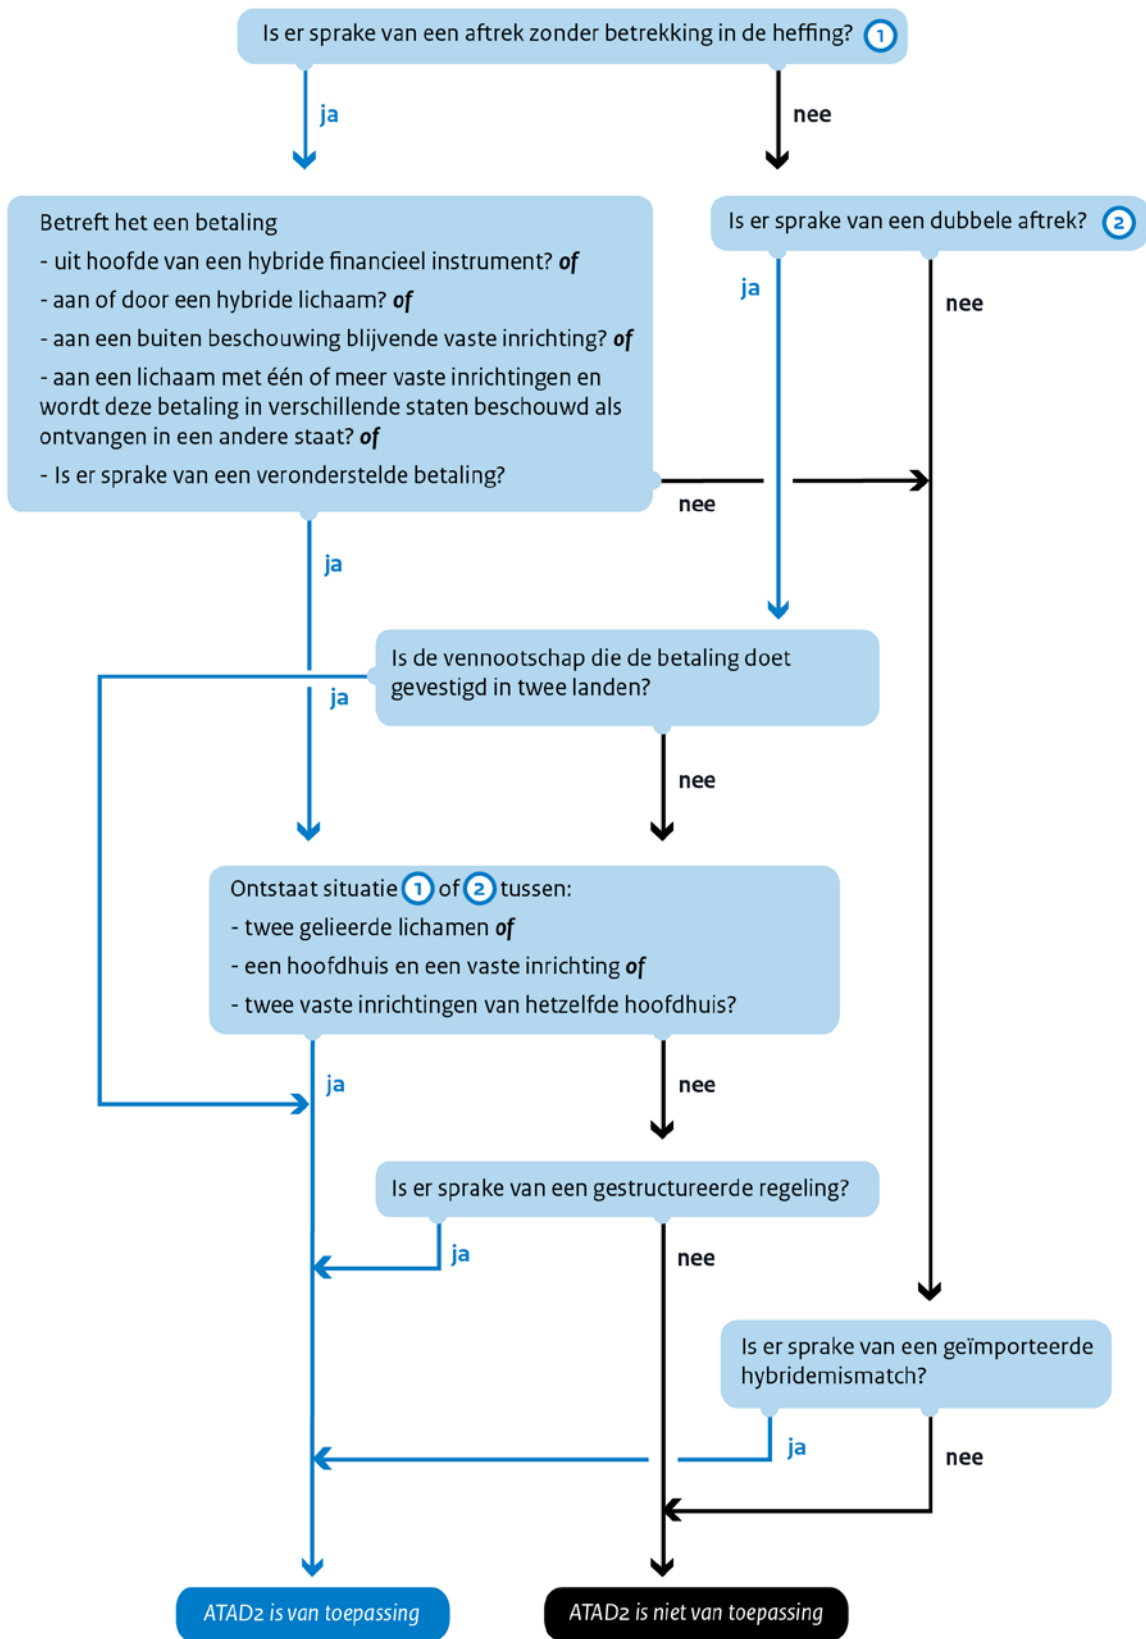 Is er sprake van een aftrek zonder betrekking in de heffing? 1
ja
nee
Betreft het een betaling
- uit hoofde van een hybride financieel instrument? of
- aan of door een hybride lichaam? of
- aan een buiten beschouwing blijvende vaste inrichting? of
- aan een lichaam met één of meer vaste inrichtingen en
wordt deze betaling in verschillende staten beschouwd als
ontvangen in een andere staat? of
- Is er sprake van een veronderstelde betaling?
Is er sprake van een dubbele aftrek? 2
ja
nee
nee
ja
Is de vennootschap die de betaling doet
gevestigd in twee landen?
ja
nee
Ontstaat situatie 1 of 2 tussen:
- twee gelieerde lichamen of
- een hoofdhuis en een vaste inrichting of
- twee vaste inrichtingen van hetzelfde hoofdhuis?
ja
nee
Is er sprake van een gestructureerde regeling?
ja
nee
Is er sprake van een geïmporteerde
hybridemismatch?
ja
nee
ATAD2 is van toepassing
ATAD2 is niet van toepassing